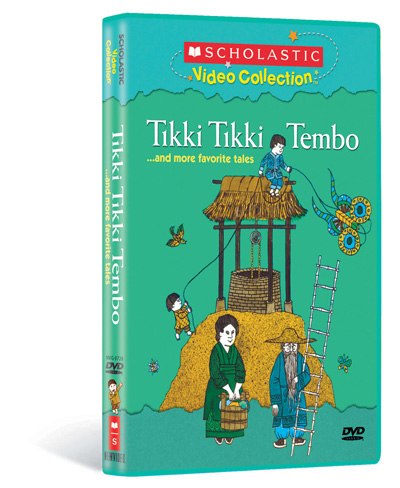 SCHOLASTIC
Video Collection
Tikki Tikki Tembo
...and more favorite tales
DVD
VIDEO
SCHOLASTIC
Video
Collection
Tikki Tikki Tembo
...and more favorite tales
DVD
S